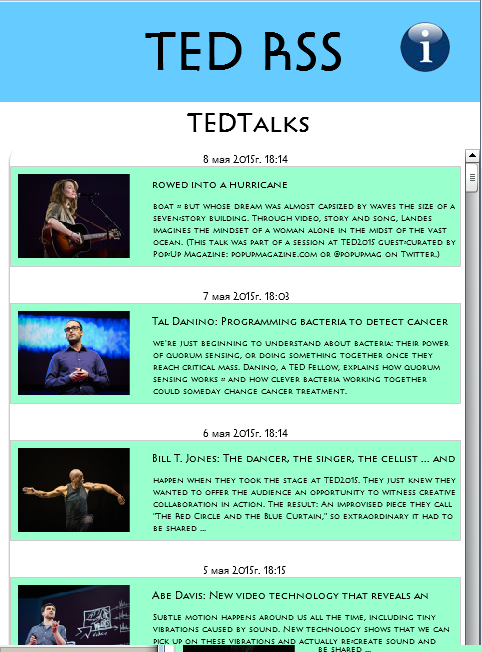 TED RSS
i
TEDTalks
8 мая 2015г. 18:14
ROWED INTO A HURRICANE
BOAT = BUT WHOSE DREAM WAS ALMOST CAPSIZED BY WAVES THE SIZE OF A
SEVEN=STORY BUILDING. THROUGH VIDEO, STORY AND SONG, LANDES
IMAGINES THE MINDSET OF A WOMAN ALONE IN THE MIDST OF THE VAST
OCEAN. (THIS TALK WAS PART OF A SESSION AT TED2015 GUEST=CURATED BY
POP=UP MAGAZINE: POPUPMAGAZINE.COM OR @POPUPMAG ON TWITTER.)
7 мая 2015г. 18:03
TAL DANINO: PROGRAMMING BACTERIA TO DETECT CANCER
WE'RE JUST BEGINNING TO UNDERSTAND ABOUT BACTERIA: THEIR POWER
OF QUORUM SENSING, OR DOING SOMETHING TOGETHER ONCE THEY
REACH CRITICAL MASS. DANINO, A TED FELLOW, EXPLAINS HOW QUORUM
SENSING WORKS = AND HOW CLEVER BACTERIA WORKING TOGETHER
COULD SOMEDAY CHANGE CANCER TREATMENT.
6 мая 2015г. 18:14
BILL T. JONES: THE DANCER, THE SINGER, THE CELLIST ... AND
HAPPEN WHEN THEY TOOK THE STAGE AT TED2015. THEY JUST KNEW THEY
WANTED TO OFFER THE AUDIENCE AN OPPORTUNITY TO WITNESS CREATIVE
COLLABORATION IN ACTION. THE RESULT: AN IMPROVISED PIECE THEY CALL
"THE RED CIRCLE AND THE BLUE CURTAIN," SO EXTRAORDINARY IT HAD TO
BE SHARED ...
5 мая 2015г. 18:15
ABE DAVIS: NEW VIDEO TECHNOLOGY THAT REVEALS AN
SUBTLE MOTION HAPPENS AROUND US ALL THE TIME, INCLUDING TINY
VIBRATIONS CAUSED BY SOUND. NEW TECHNOLOGY SHOWS THAT WE CAN
PICK UP ON THESE VIBRATIONS AND ACTUALLY RE=CREATE SOUND AND
BE SHARED ...